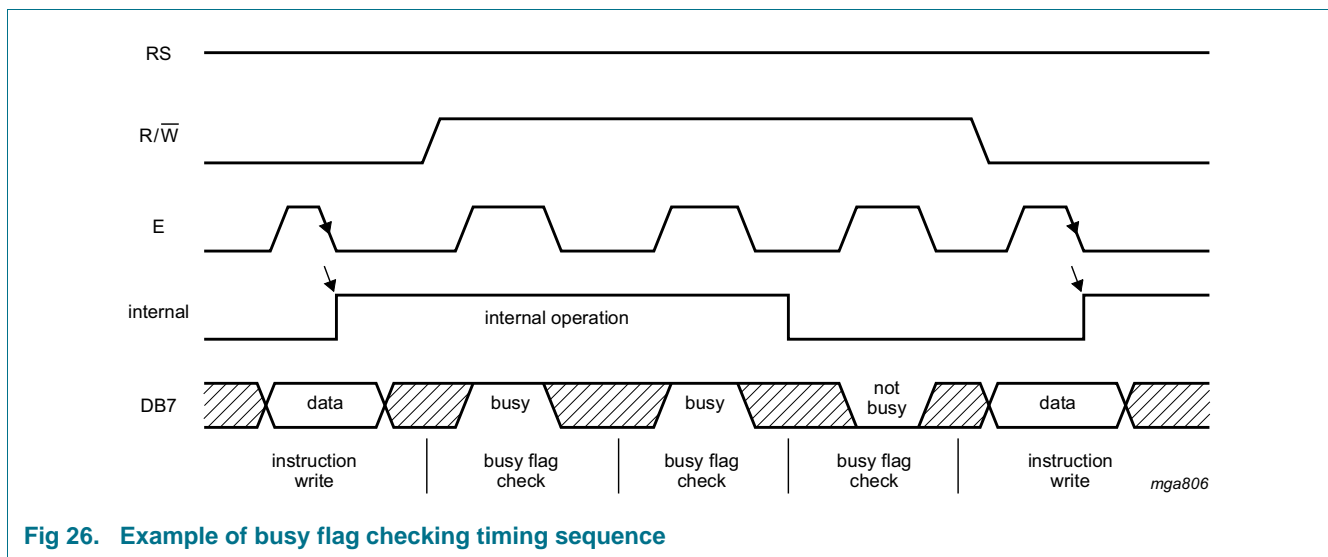 RS
R/W̅
E
internal
internal operation
DB7
data
busy
busy
not
busy
data
instruction
write
busy flag
check
busy flag
check
busy flag
check
instruction
write
mga806
Fig 26. Example of busy flag checking timing sequence